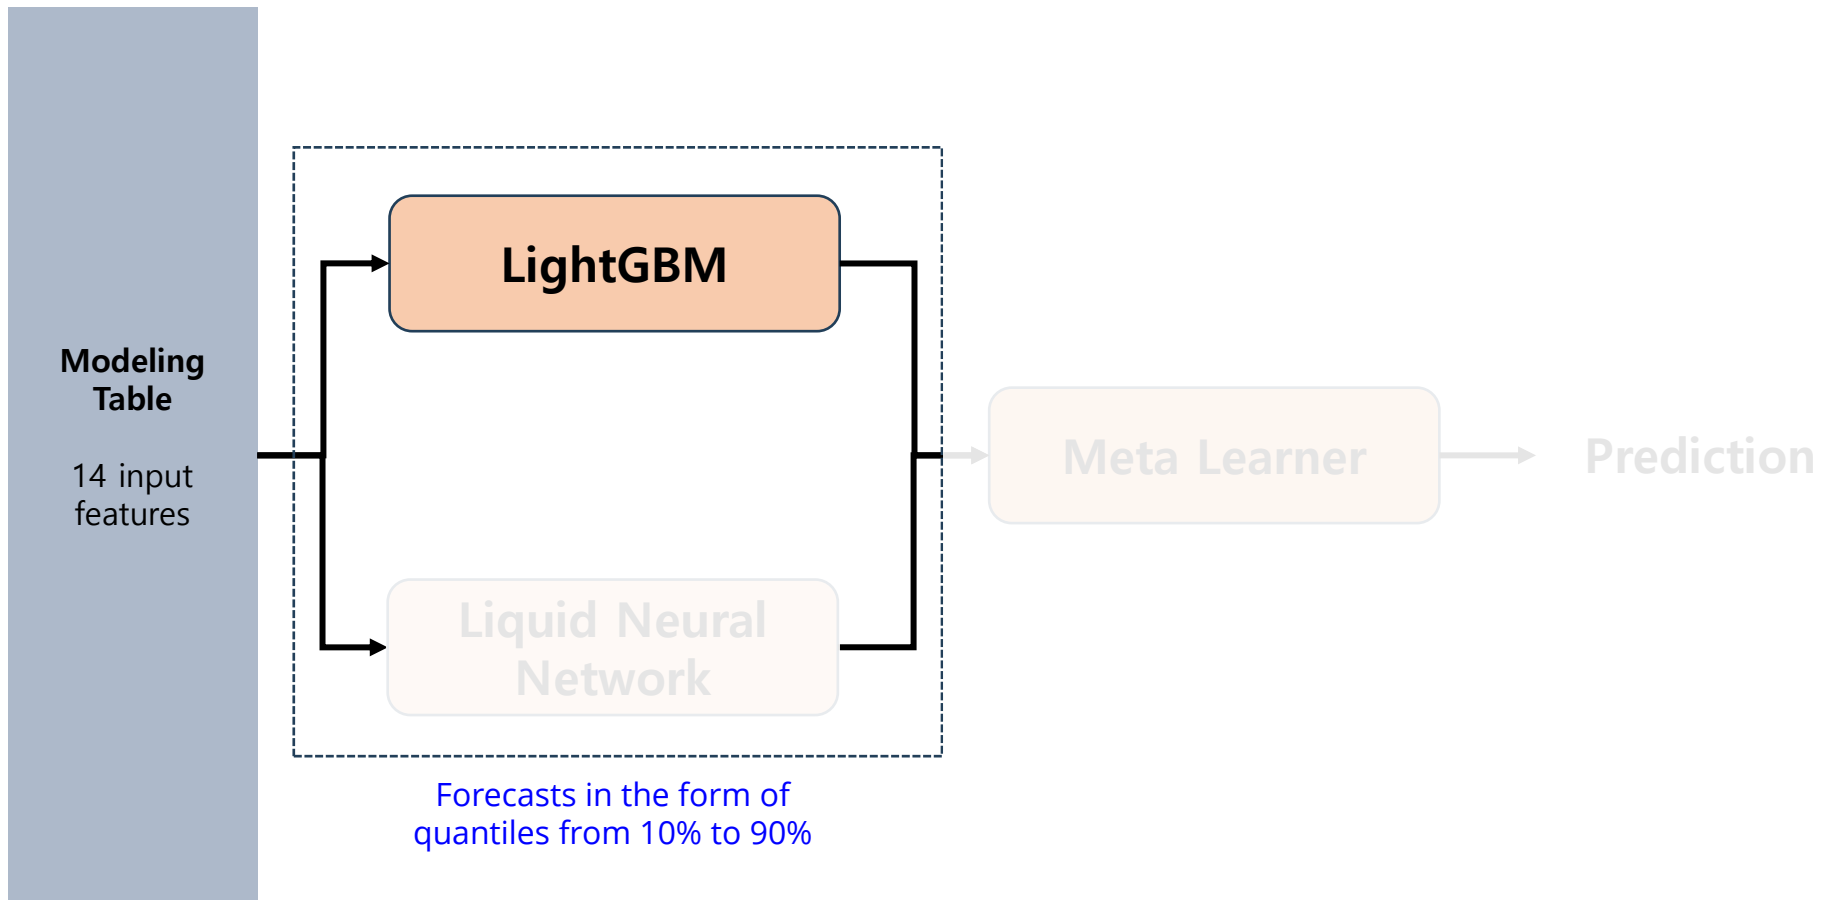 Modeling
Table
14 input
features
LightGBM
Liquid Neural
Network
Forecasts in the form of
quantiles from 10% to 90%
Meta Learner
Prediction